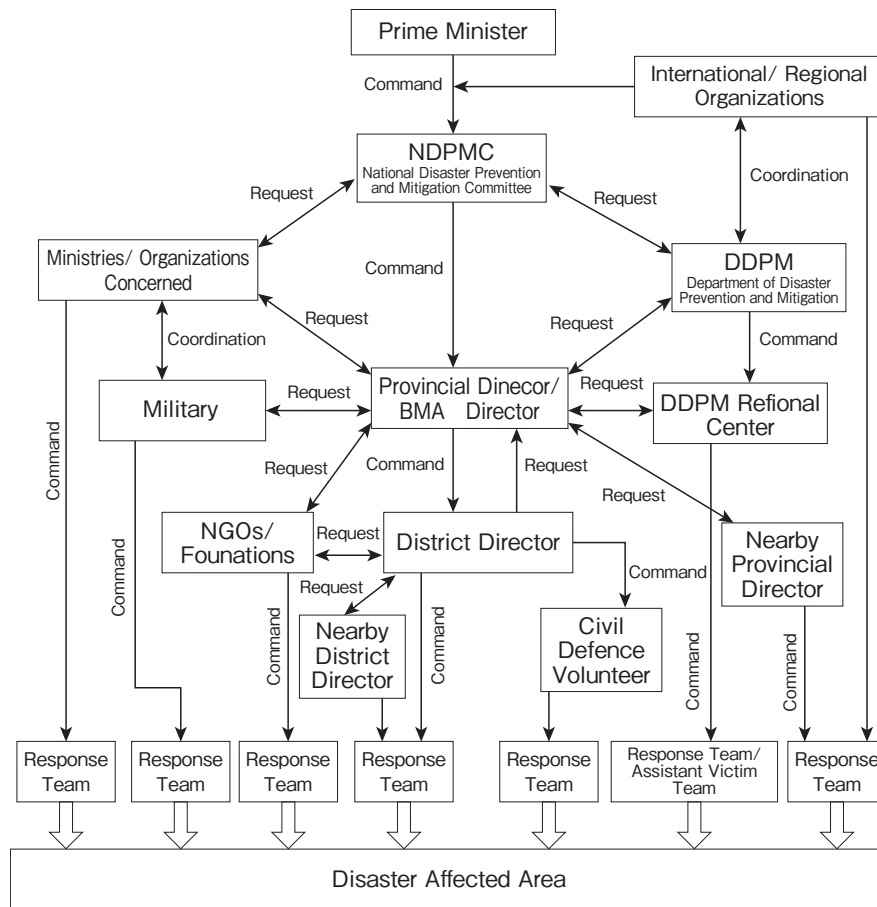 Prime Minister
International/ Regional
Organizations
Command
NDPMC
National Disaster Prevention
and Mitigation Committee
Request
Request
Coordination
Ministries/ Organizations
Concerned
Command
DDPM
Department of Disaster
Prevention and Mitigation
Request
Request
Coordination
Command
Provincial Dinecor/
BMA Director
Military
Request
Request
DDPM Refional
Center
Command
Request
Command
Request
Request
NGOs/
Founations
Request
District Director
Nearby
Provincial
Director
Command
Request
Command
Nearby
District
Director
Command
Command
Civil
Defence
Volunteer
Command
Command
Response
Team
Response
Team
Response
Team
Response
Team
Response
Team
Response Team/
Assistant Victim
Team
Response
Team
Disaster Affected Area